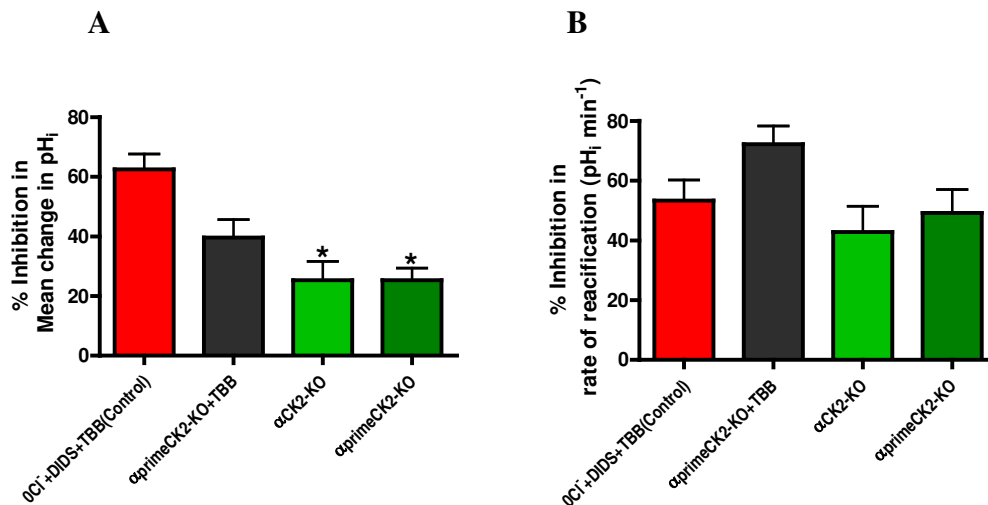 A
B
% Inhibition in
Mean change in pHi
80
60
40
20
0
*
*
0Cl-+DIDS+TBB(Control)
αprimeCK2-KO+TBB
αCK2-KO
αprimeCK2-KO
% Inhibition in
rate of reacification (pHi min-1)
80
60
40
20
0
0Cl-+DIDS+TBB(Control)
αprimeCK2-KO+TBB
αCK2-KO
αprimeCK2-KO